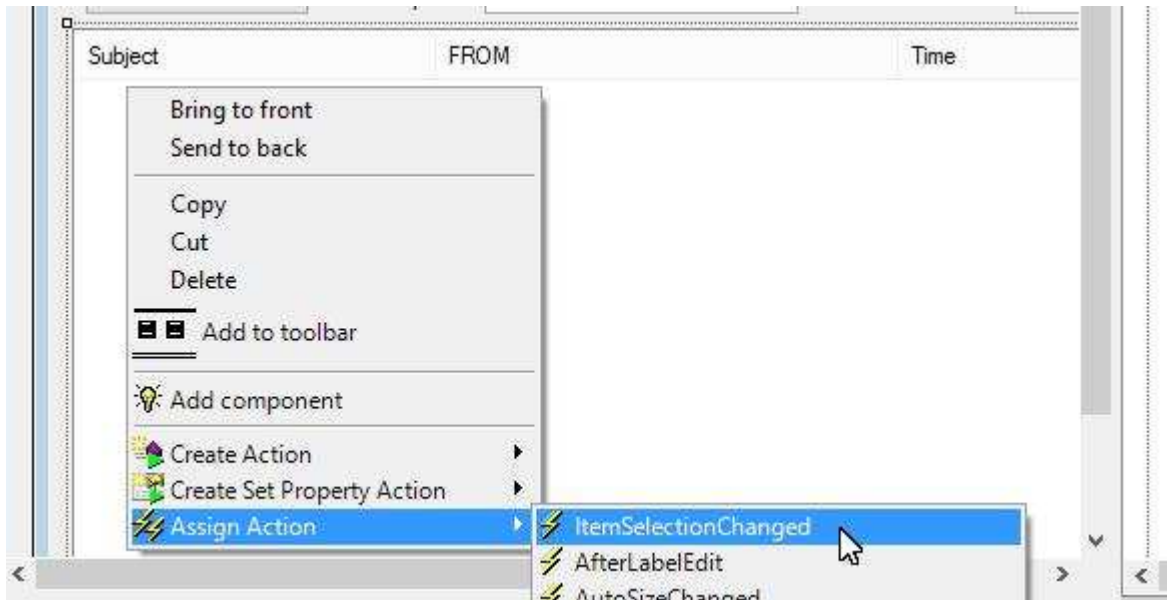 Subject FROM Time
Bring to front
Send to back
Copy
Cut
Delete
Add to toolbar
Add component
Create Action
Create Set Property Action
Assign Action
ItemSelectionChanged
AfterLabelEdit
AutoSizeChanged